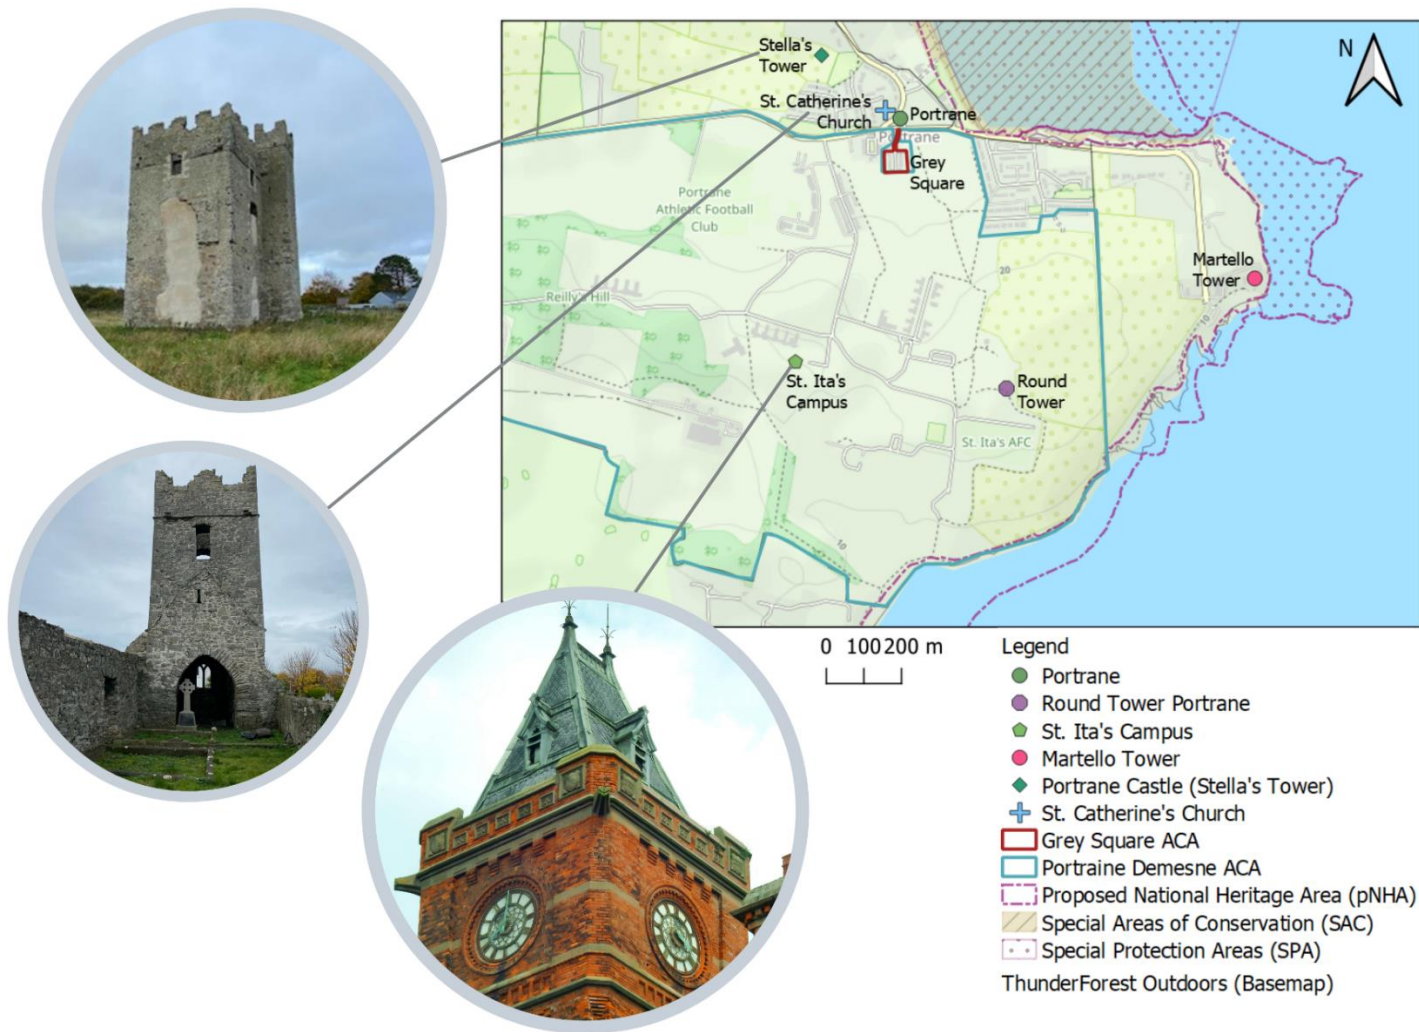 Stella's
Tower
St. Catherine's
Church
Portrane
Portrane
Grey
Square
N
Portrane
Athletic Football
Club
20
Martello
Tower
Reilly's Hill
10
St. Ita's
Campus
Round
Tower
St. Ita's AFC
10
0 100 200 m
Legend
Portrane
Round Tower Portrane
St. Ita's Campus
Martello Tower
Portrane Castle (Stella's Tower)
St. Catherine's Church
Grey Square ACA
Portraine Demesne ACA
Proposed National Heritage Area (pNHA)
Special Areas of Conservation (SAC)
Special Protection Areas (SPA)
ThunderForest Outdoors (Basemap)